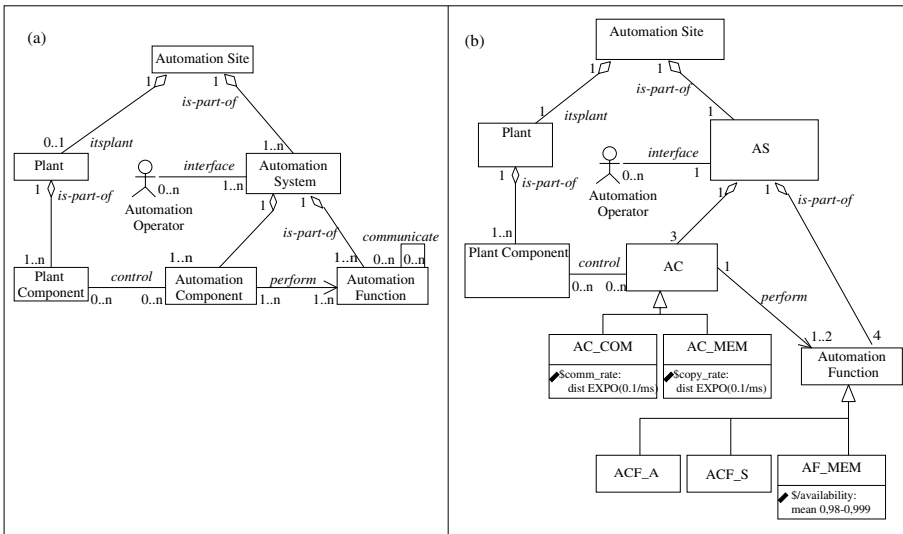 (a)
Automation Site
1
1
is-part-of
0..1
itsplant
1..n
Plant
interface
Automation
System
0..n
1..n
1
is-part-of
Automation
Operator
1
1
is-part-of
communicate
1..n
1..n
1..n
0..n
0..n
Plant
Component
control
Automation
Component
perform
Automation
Function
0..n
0..n
1..n
1..n
(b)
Automation Site
1
1
is-part-of
1
itsplant
1
Plant
AS
interface
0..n
1
1
is-part-of
Automation
Operator
1
is-part-of
1..n
3
Plant Component
control
AC
1
0..n
0..n
perform
1..2
4
AC_COM
AC_MEM
Automation
Function
$comm_rate:
dist EXPO(0.1/ms)
$copy_rate:
dist EXPO(0.1/ms)
ACF_A
ACF_S
AF_MEM
$/availability:
mean 0,98-0,999